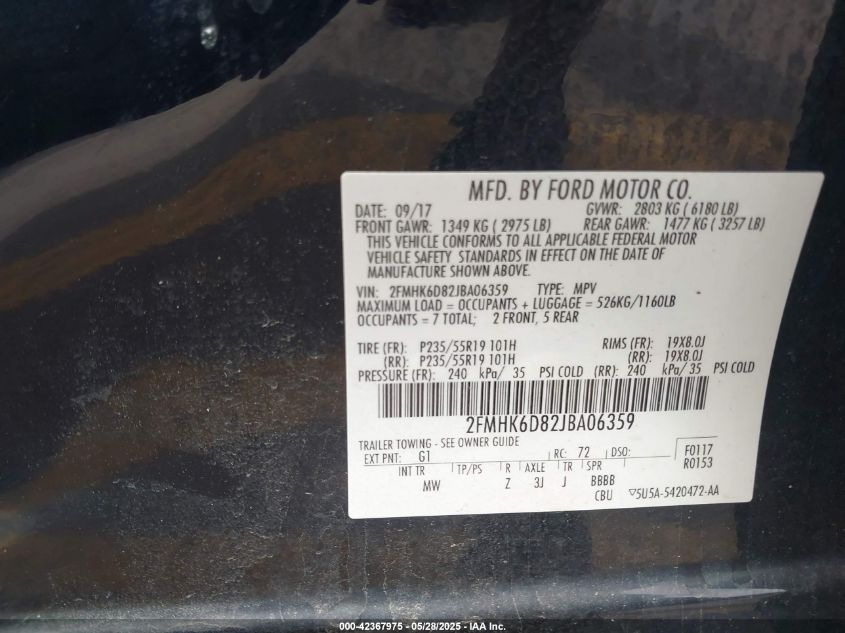 MFD. BY FORD MOTOR CO.
DATE: 09/17 GVWR: 2803 KG ( 6180 LB)
FRONT GAWR: 1349 KG ( 2975 LB) REAR GAWR: 1477 KG ( 3257 LB)
THIS VEHICLE CONFORMS TO ALL APPLICABLE FEDERAL MOTOR
VEHICLE SAFETY STANDARDS IN EFFECT ON THE DATE OF
MANUFACTURE SHOWN ABOVE.
VIN: 2FMHK6D82JBA06359 TYPE: MPV
MAXIMUM LOAD = OCCUPANTS + LUGGAGE = 526KG/1160LB
OCCUPANTS = 7 TOTAL; 2 FRONT, 5 REAR
TIRE (FR): P235/55R19 101H RIMS (FR): 19X8.0J
(RR): P235/55R19 101H (RR): 19X8.0J
PRESSURE (FR): 240 kPa/ 35 PSI COLD (RR): 240 kPa/ 35 PSI COLD
2FMHK6D82JBA06359
TRAILER TOWING - SEE OWNER GUIDE
EXT PNT: G1 RC: 72 DSO: F0117
R0153
INT TR TP/PS R AXLE TR SPR
MW Z 3J J BBBB
CBU ▽5U5A-5420472-AA
000-42367975 — 05/28/2025 — IAA Inc.